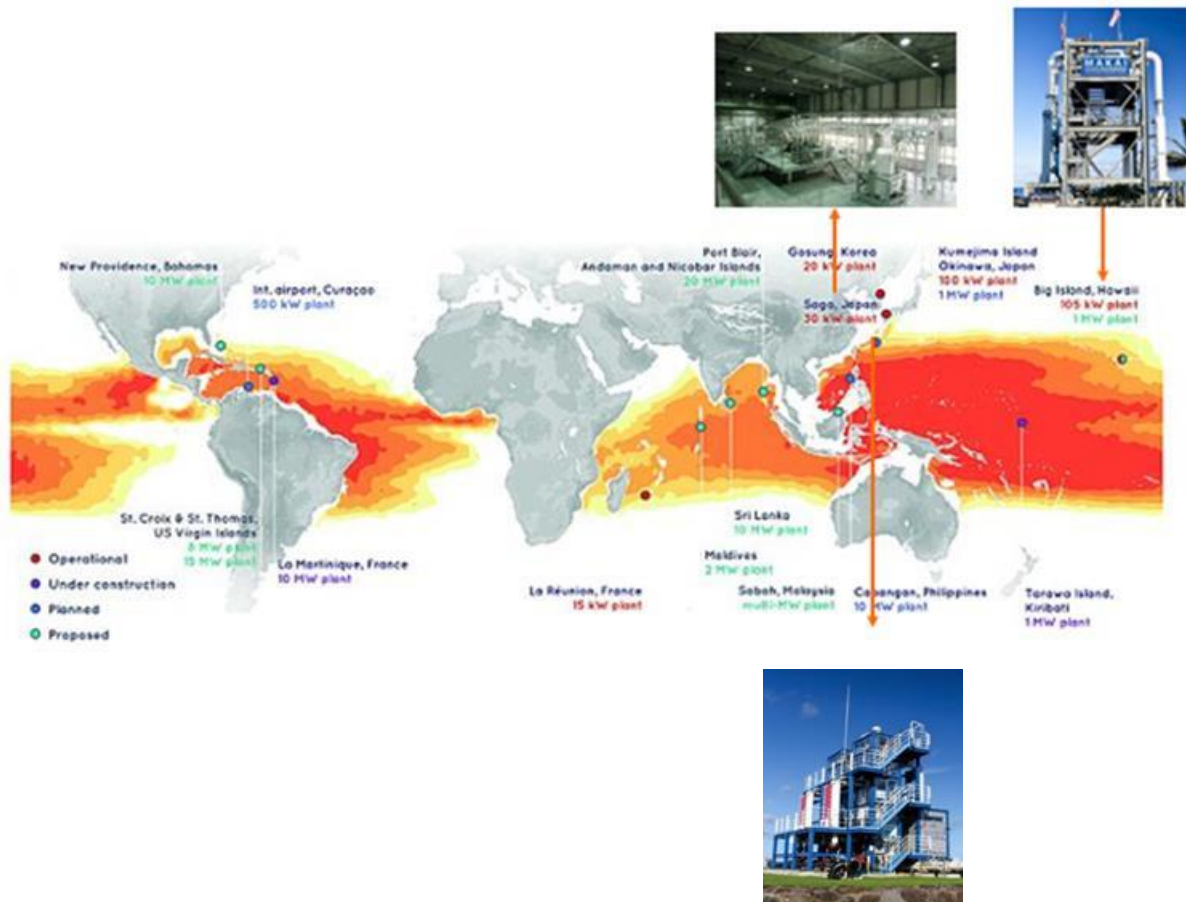 MAKAI
New Providence, Bahamas
10 MW plant
Int. airport, Curaçao
500 kW plant
Port Blair,
Andaman and Nicobar Islands
20 MW plant
Gosung, Korea
20 kW plant
Saga, Japan
30 kW plant
Kumejima Island
Okinawa, Japan
100 kW plant
1 MW plant
Big Island, Hawaii
105 kW plant
1 MW plant
St. Croix & St. Thomas,
US Virgin Islands
8 MW plant
15 MW plant
La Martinique, France
10 MW plant
Operational
Under construction
Planned
Proposed
La Réunion, France
15 kW plant
Sri Lanka
10 MW plant
Maldives
2 MW plant
Sabah, Malaysia
multi-MW plant
Cabangan, Philippines
10 MW plant
Tarawa Island,
Kiribati
1 MW plant